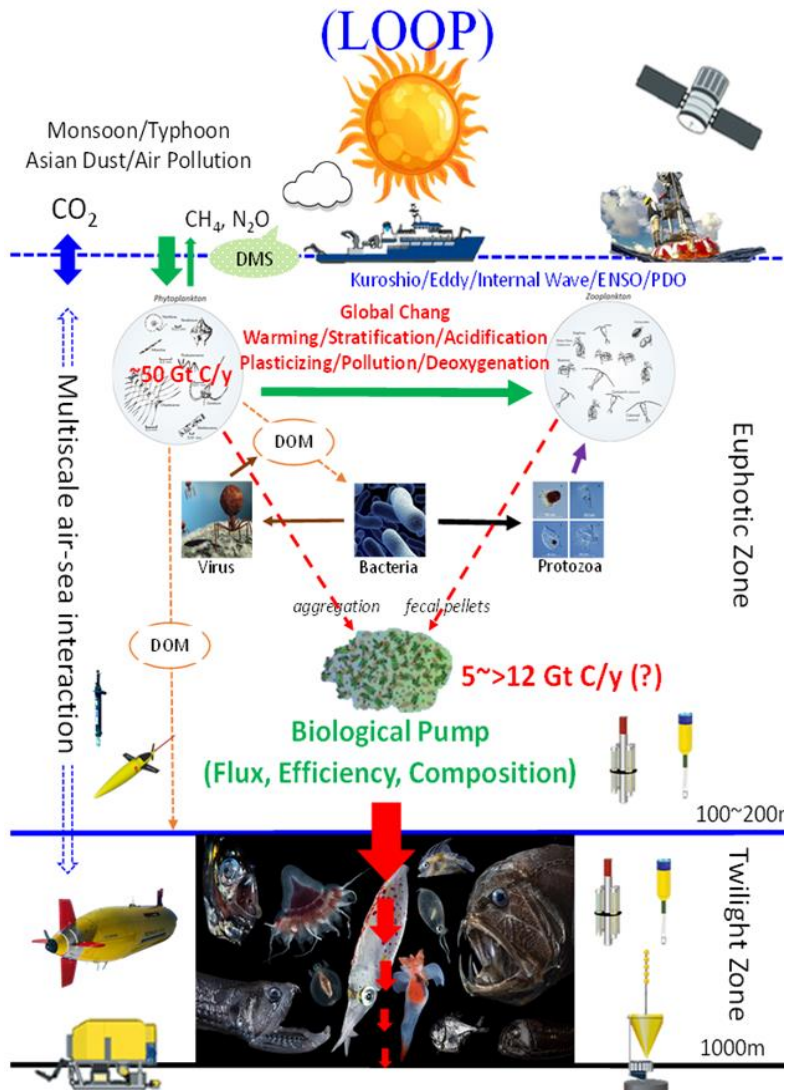 (LOOP)
Monsoon/Typhoon
Asian Dust/Air Pollution
CO₂
CH₄, N₂O
DMS
Kuroshio/Eddy/Internal Wave/ENSO/PDO
Phytoplankton
Zooplankton
Global Chang
Warming/Stratification/Acidification
Plasticizing/Pollution/Deoxygenation
~50 Gt C/y
DOM
Virus
Bacteria
Protozoa
Multiscale air-sea interaction
Euphotic Zone
aggregation
fecal pellets
DOM
5~>12 Gt C/y (?)
Biological Pump
(Flux, Efficiency, Composition)
100~200m
Twilight Zone
1000m